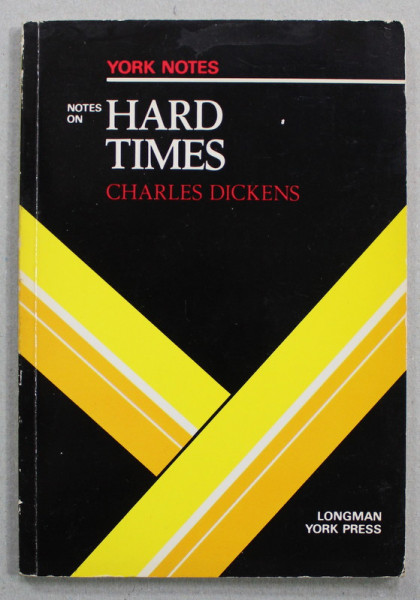 YORK NOTES
NOTES
ON
HARD
TIMES
CHARLES DICKENS
LONGMAN
YORK PRESS